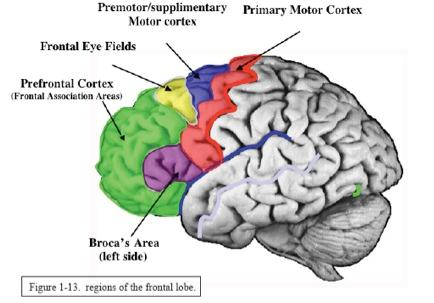 Premotor/supplimentary
Motor cortex
Primary Motor Cortex
Frontal Eye Fields
Prefrontal Cortex
(Frontal Association Areas)
Broca's Area
(left side)
Figure 1-13. regions of the frontal lobe.